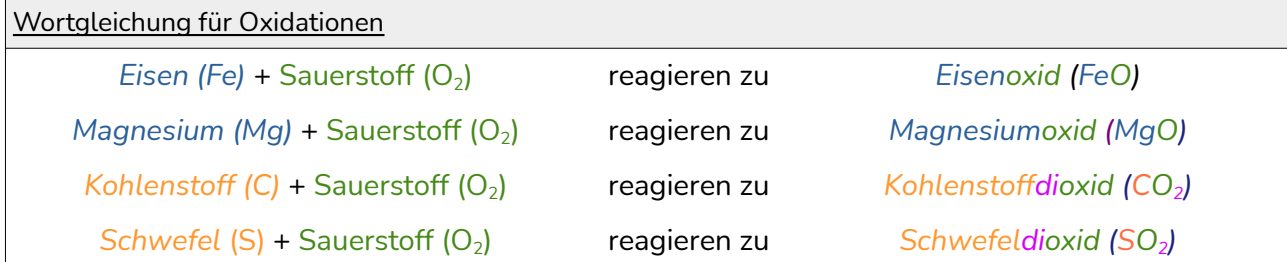 Wortgleichung für Oxidationen
Eisen (Fe) + Sauerstoff (O₂) reagieren zu Eisenoxid (FeO)
Magnesium (Mg) + Sauerstoff (O₂) reagieren zu Magnesiumoxid (MgO)
Kohlenstoff (C) + Sauerstoff (O₂) reagieren zu Kohlenstoffdioxid (CO₂)
Schwefel (S) + Sauerstoff (O₂) reagieren zu Schwefeldioxid (SO₂)